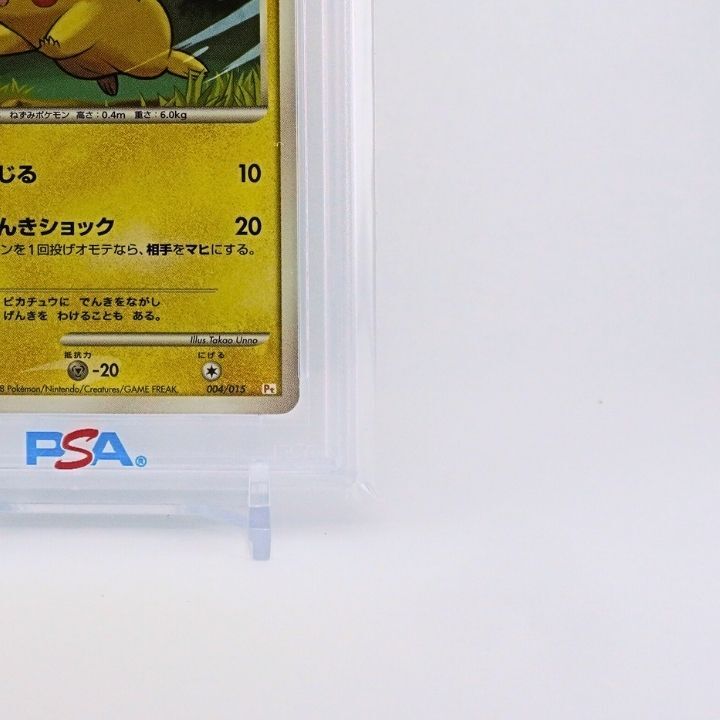 ねずみポケモン 高さ：0.4m 重さ：6.0kg
じる 10
んきショック 20
ンを1回投げオモテなら、相手をマヒにする。
ピカチュウに でんきをながし
げんきを わけることも ある。
Illus. Takao Unno
抵抗力 にげる
-20
8 Pokémon/Nintendo/Creatures/GAME FREAK. 004/015 Pt
PSA®